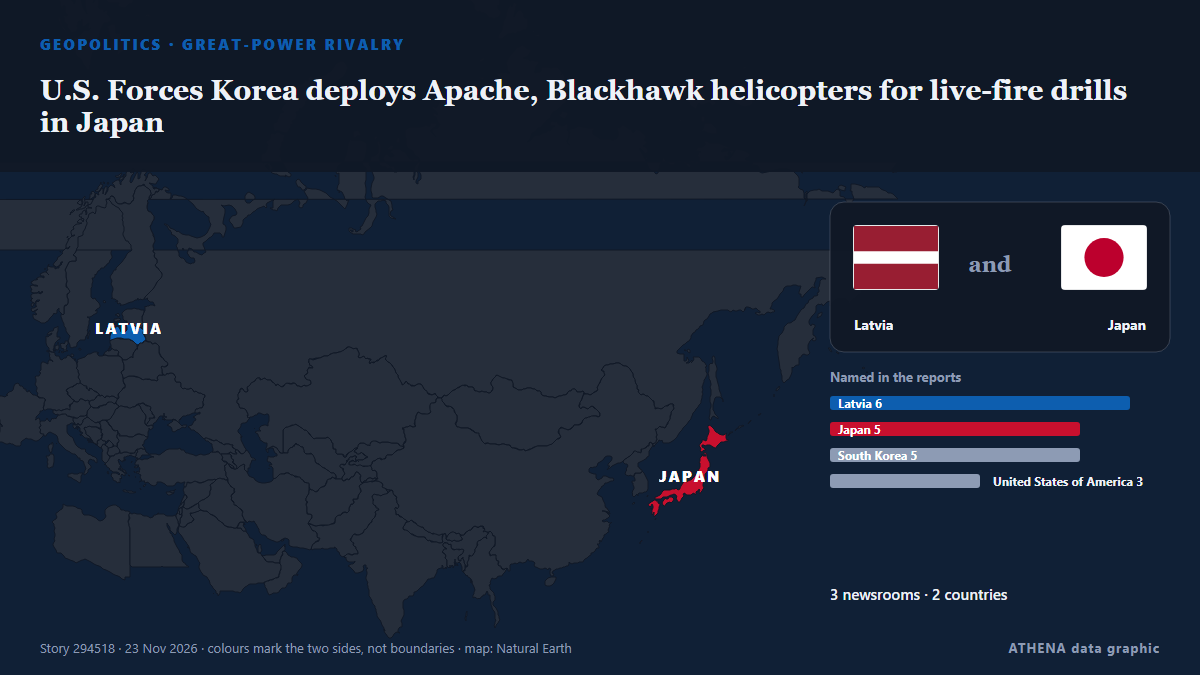 GEOPOLITICS · GREAT-POWER RIVALRY
U.S. Forces Korea deploys Apache, Blackhawk helicopters for live-fire drills
in Japan
LATVIA
JAPAN
and
Latvia
Japan
Named in the reports
Latvia 6
Japan 5
South Korea 5
United States of America 3
3 newsrooms · 2 countries
Story 294518 · 23 Nov 2026 · colours mark the two sides, not boundaries · map: Natural Earth
ATHENA data graphic